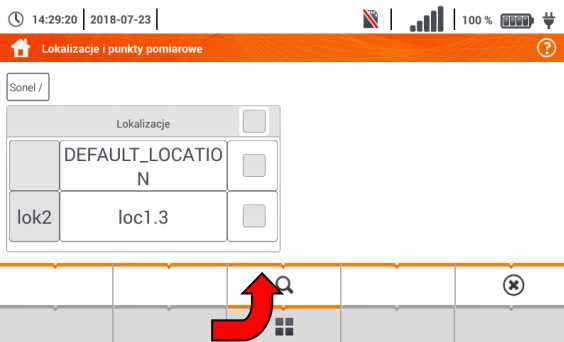 14:29:20 2018-07-23 100 %
Lokalizacje i punkty pomiarowe ?
Sonel /
Lokalizacje
DEFAULT_LOCATIO
N
lok2 loc1.3